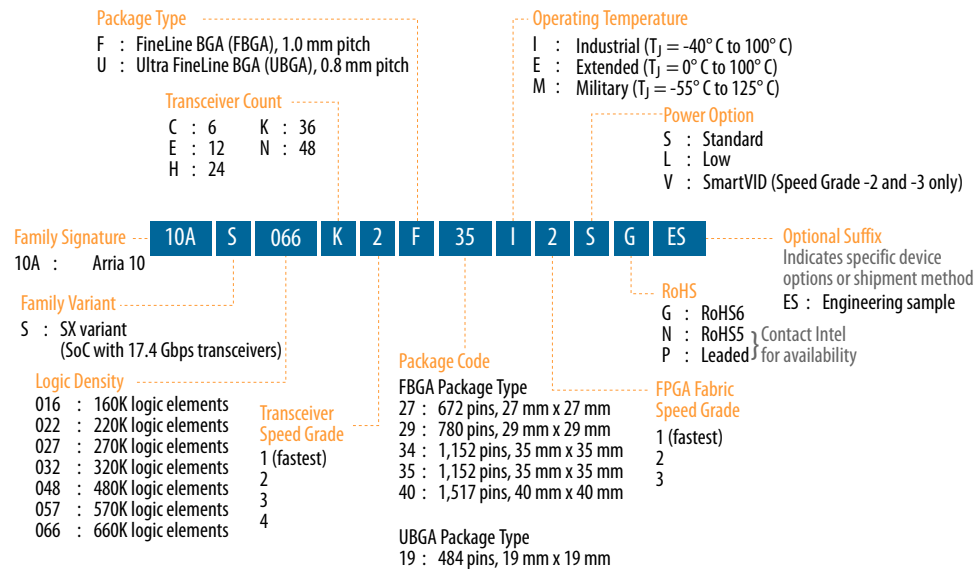 Package Type
F : FineLine BGA (FBGA), 1.0 mm pitch
U : Ultra FineLine BGA (UBGA), 0.8 mm pitch
Operating Temperature
I : Industrial (TJ = -40° C to 100° C)
E : Extended (TJ = 0° C to 100° C)
M : Military (TJ = -55° C to 125° C)
Transceiver Count
C : 6 K : 36
E : 12 N : 48
H : 24
Power Option
S : Standard
L : Low
V : SmartVID (Speed Grade -2 and -3 only)
Family Signature
10A : Arria 10
10A S 066 K 2 F 35 I 2 S G ES
Optional Suffix
Indicates specific device
options or shipment method
ES : Engineering sample
Family Variant
S : SX variant
(SoC with 17.4 Gbps transceivers)
RoHS
G : RoHS6
N : RoHS5
P : Leaded
} Contact Intel
for availability
Logic Density
016 : 160K logic elements
022 : 220K logic elements
027 : 270K logic elements
032 : 320K logic elements
048 : 480K logic elements
057 : 570K logic elements
066 : 660K logic elements
Transceiver
Speed Grade
1 (fastest)
2
3
4
Package Code
FBGA Package Type
27 : 672 pins, 27 mm x 27 mm
29 : 780 pins, 29 mm x 29 mm
34 : 1,152 pins, 35 mm x 35 mm
35 : 1,152 pins, 35 mm x 35 mm
40 : 1,517 pins, 40 mm x 40 mm
UBGA Package Type
19 : 484 pins, 19 mm x 19 mm
FPGA Fabric
Speed Grade
1 (fastest)
2
3